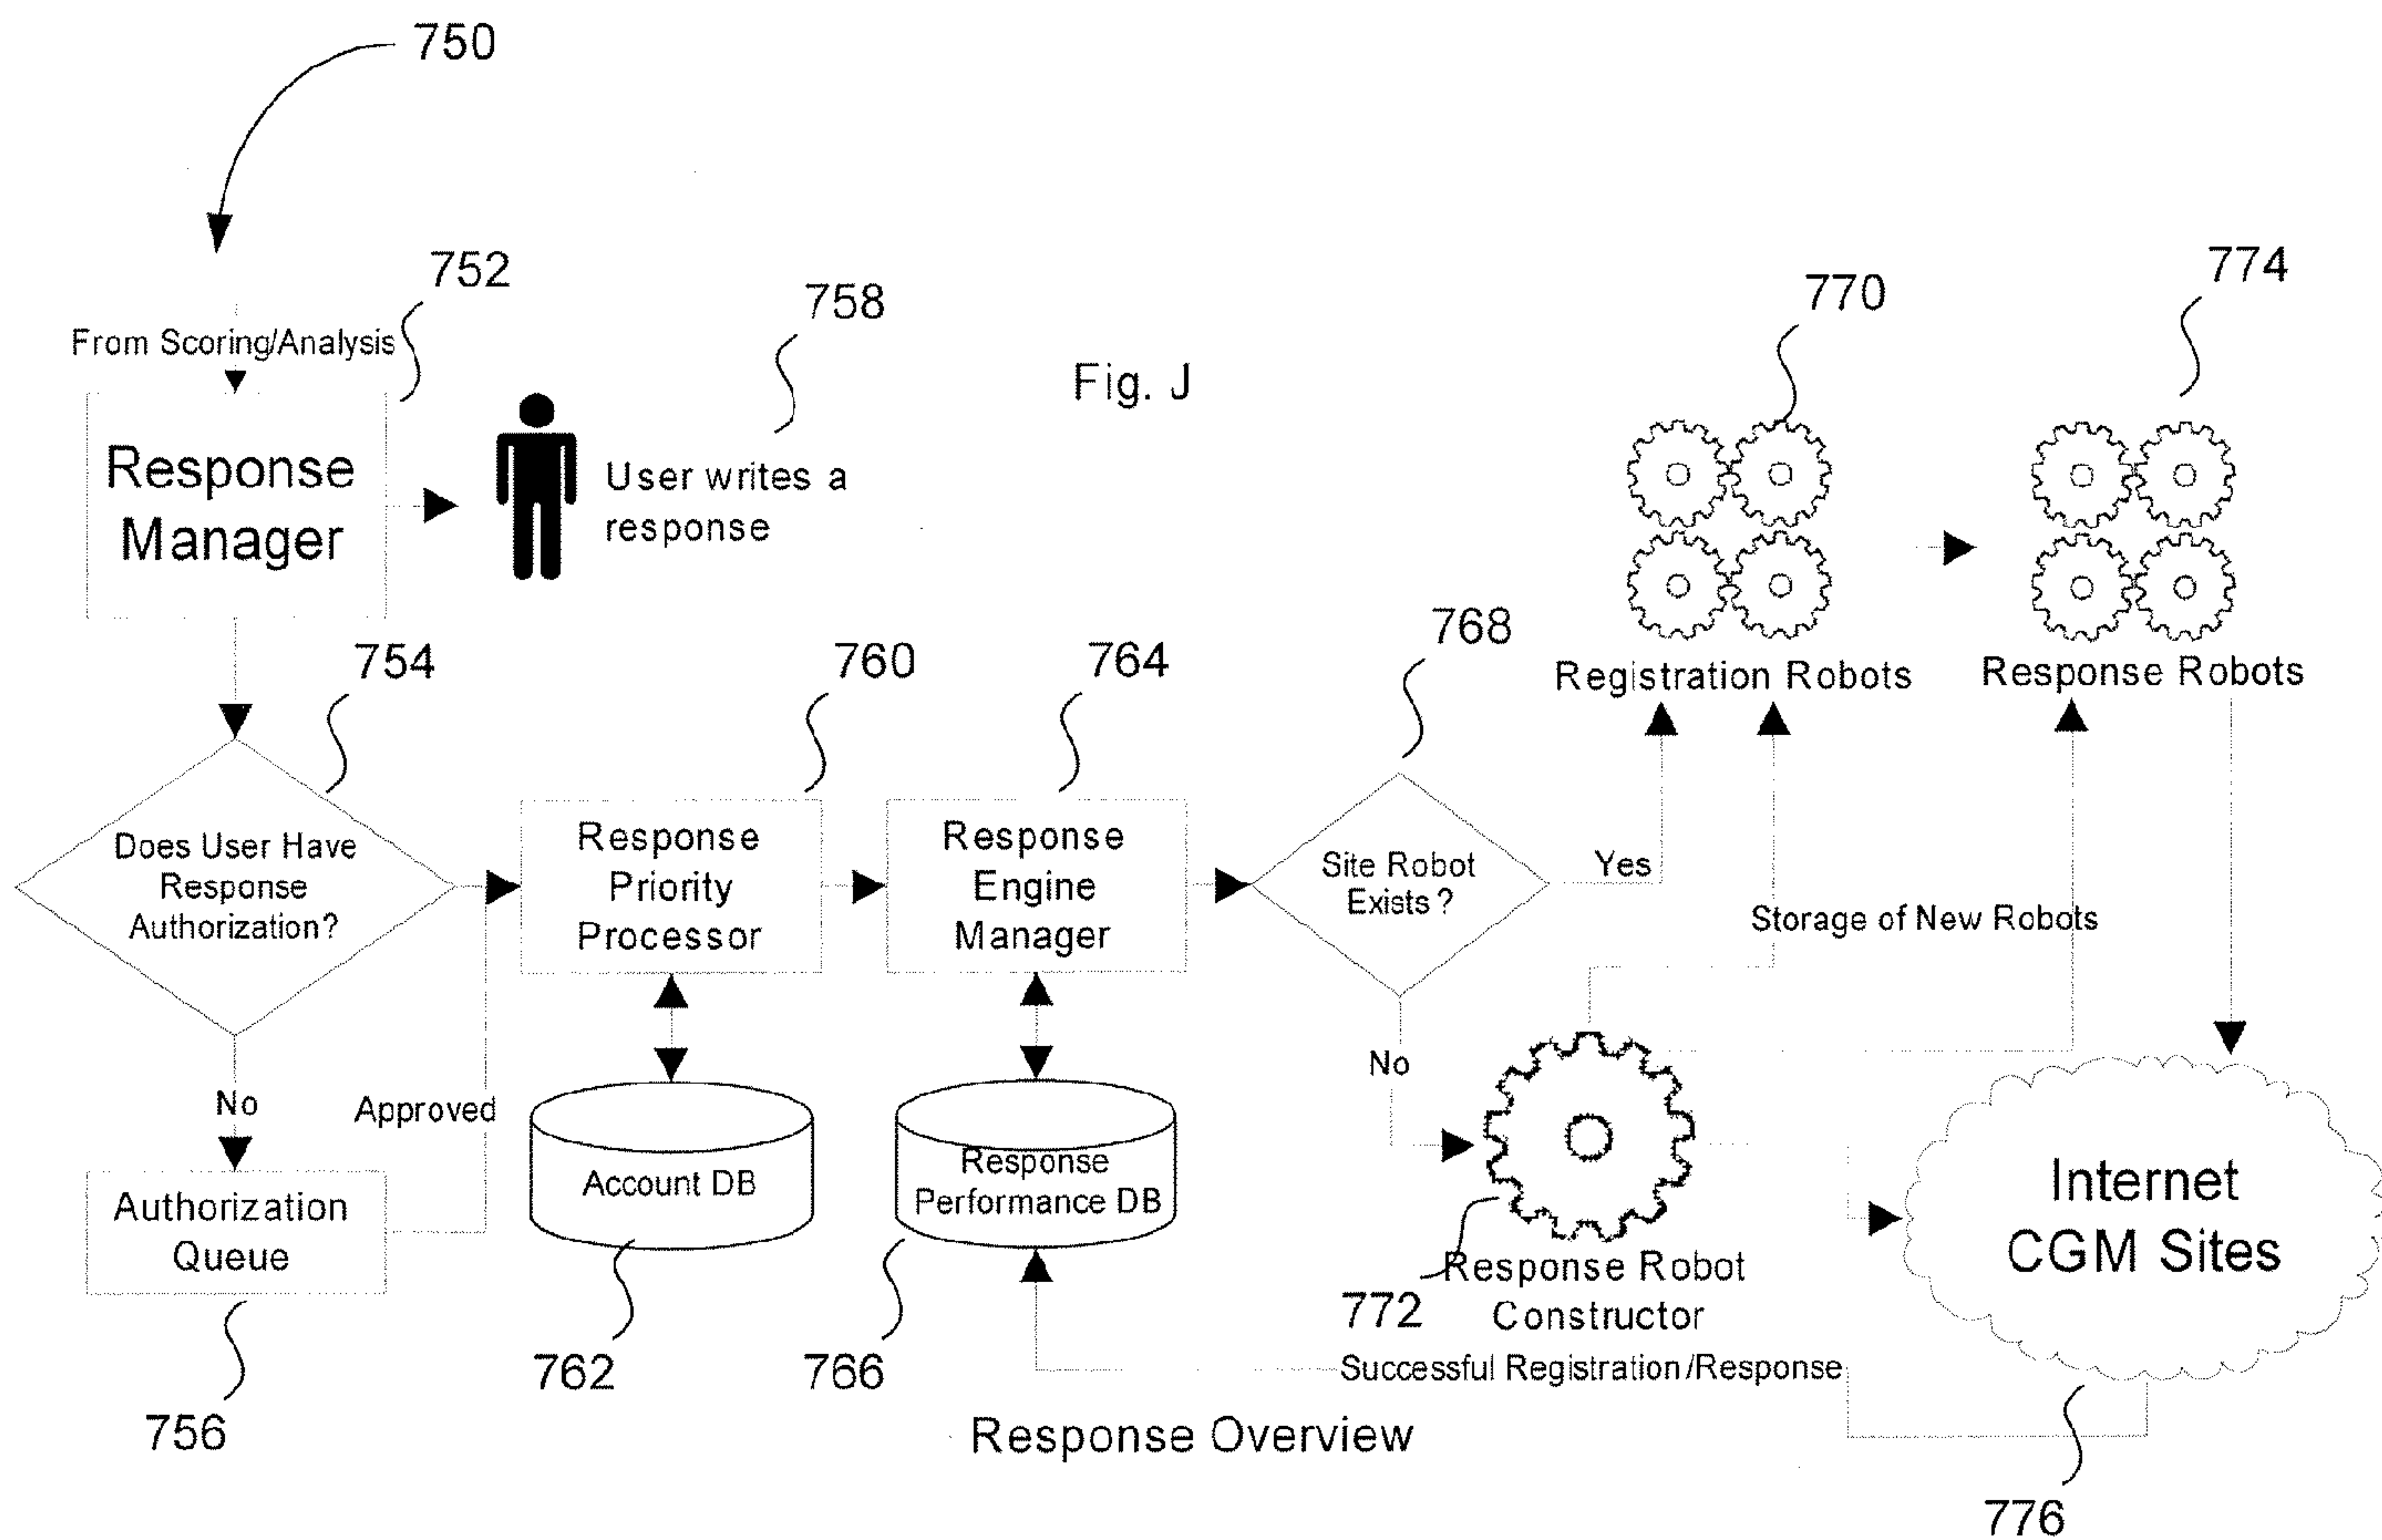 750
752
From Scoring/Analysis
758
770
774
Fig. J
Response
Manager
User writes a
response
754
760
764
768
Registration Robots
Response Robots
Does User Have
Response
Authorization?
Response
Priority
Processor
Response
Engine
Manager
Site Robot
Exists?
Yes
Storage of New Robots
No
Approved
No
Authorization
Queue
Account DB
Response
Performance DB
Internet
CGM Sites
Response Robot
Constructor
772
756
762
766
Successful Registration/Response
Response Overview
776